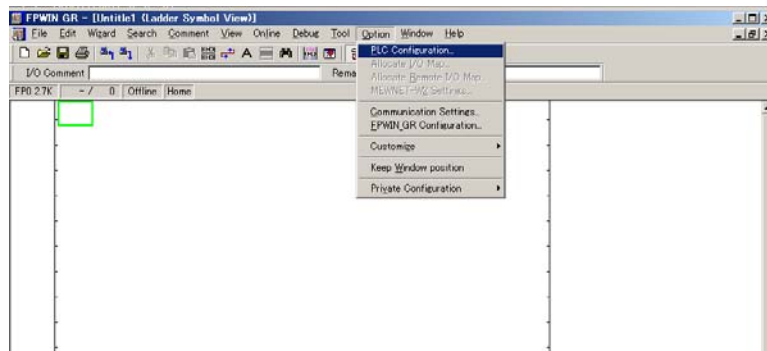 FPWIN GR - [Untitle1 (Ladder Symbol View)]
File Edit Wizard Search Comment View Online Debug Tool Option Window Help
I/O Comment Rema
FP0 2.7K - / 0 Offline Home
PLC Configuration...
Allocate I/O Map...
Allocate Remote I/O Map...
MEWNET-W2 Settings...
Communication Settings...
FPWIN GR Configuration...
Customize
Keep Window position
Private Configuration